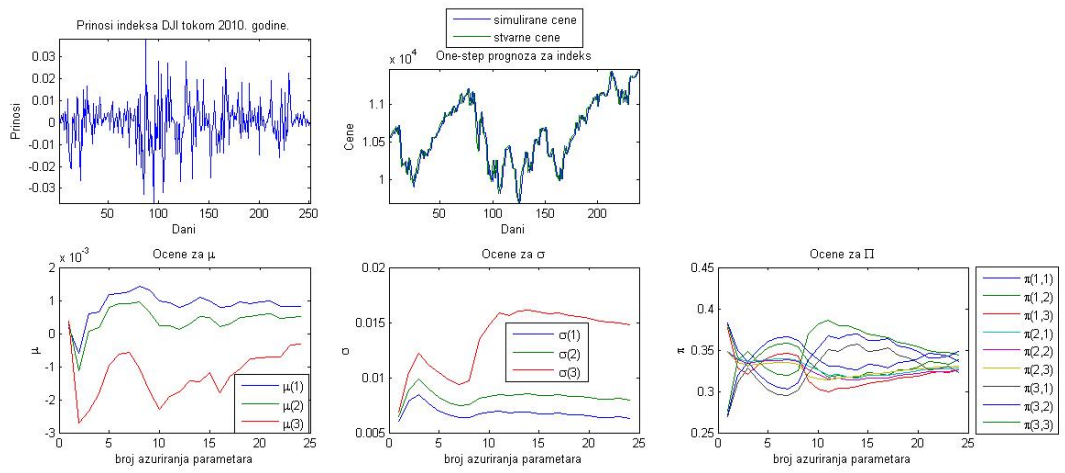 Prinosi indeksa DJI tokom 2010. godine.
0.03
0.02
0.01
0
-0.01
-0.02
-0.03
Prinosi
50 100 150 200 250
Dani
simulirane cene
stvarne cene
One-step prognoza za indeks
x 10⁴
1.1
1.05
1
Cene
50 100 150 200
Dani
Ocene za μ
x 10⁻³
2
1
0
-1
-2
-3
μ
0 5 10 15 20 25
broj azuriranja parametara
μ(1)
μ(2)
μ(3)
Ocene za σ
0.02
0.015
0.01
0.005
σ
0 5 10 15 20 25
broj azuriranja parametara
σ(1)
σ(2)
σ(3)
Ocene za Π
0.45
0.4
0.35
0.3
0.25
π
0 5 10 15 20 25
broj azuriranja parametara
π(1,1)
π(1,2)
π(1,3)
π(2,1)
π(2,2)
π(2,3)
π(3,1)
π(3,2)
π(3,3)